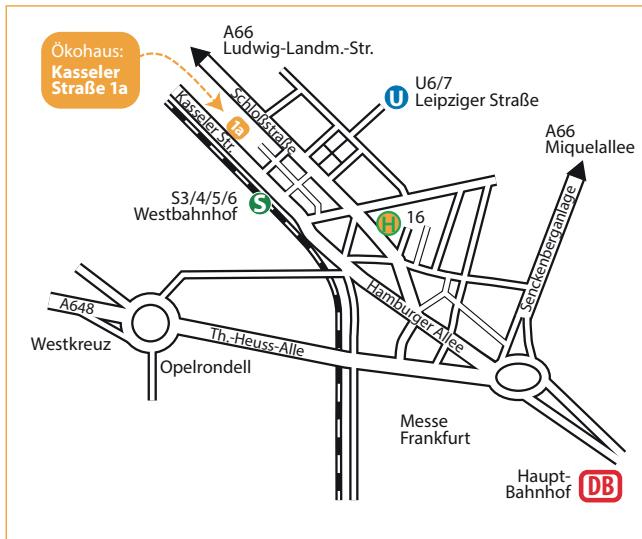 Ökohaus:
Kasseler
Straße 1a
A66
Ludwig-Landm.-Str.
U
U6/7
Leipziger Straße
A66
Miquelallee
Kasseler Str.
Schloßstraße
1a
S3/4/5/6
Westbahnhof
S
H
16
Senckenberganlage
Hamburger Allee
A648
Westkreuz
Opelrondell
Th.-Heuss-Alle
Messe
Frankfurt
Haupt-
Bahnhof
DB